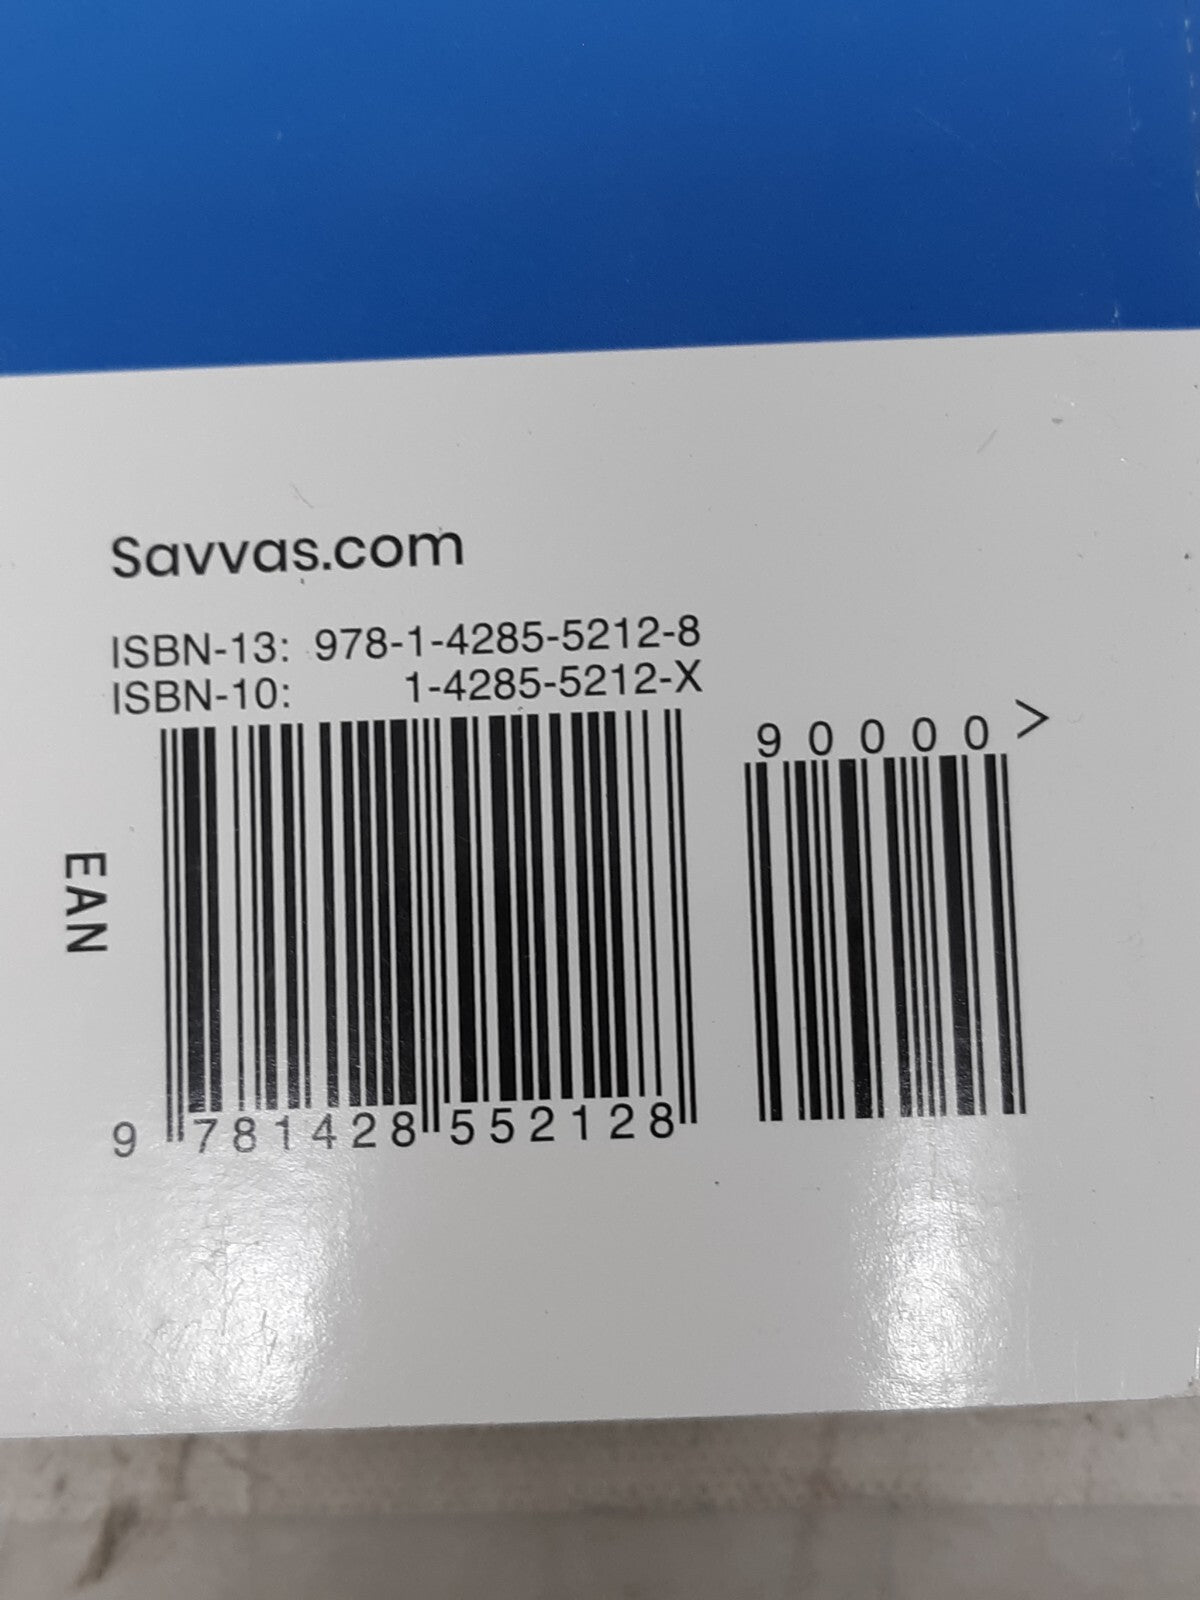 Savvas.com
ISBN-13: 978-1-4285-5212-8
ISBN-10: 1-4285-5212-X
90000>
EAN
9 781428 552128